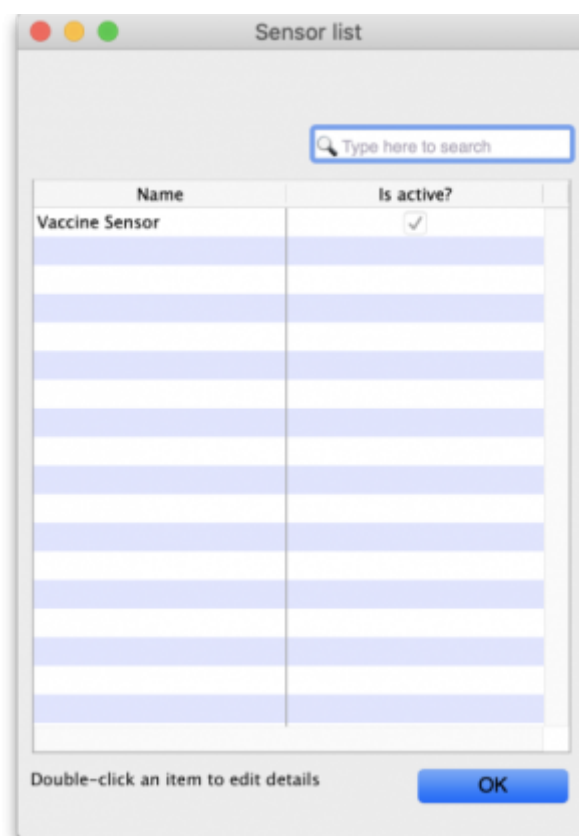 Sensor list
Type here to search
Name Is active?
Vaccine Sensor
Double-click an item to edit details
OK